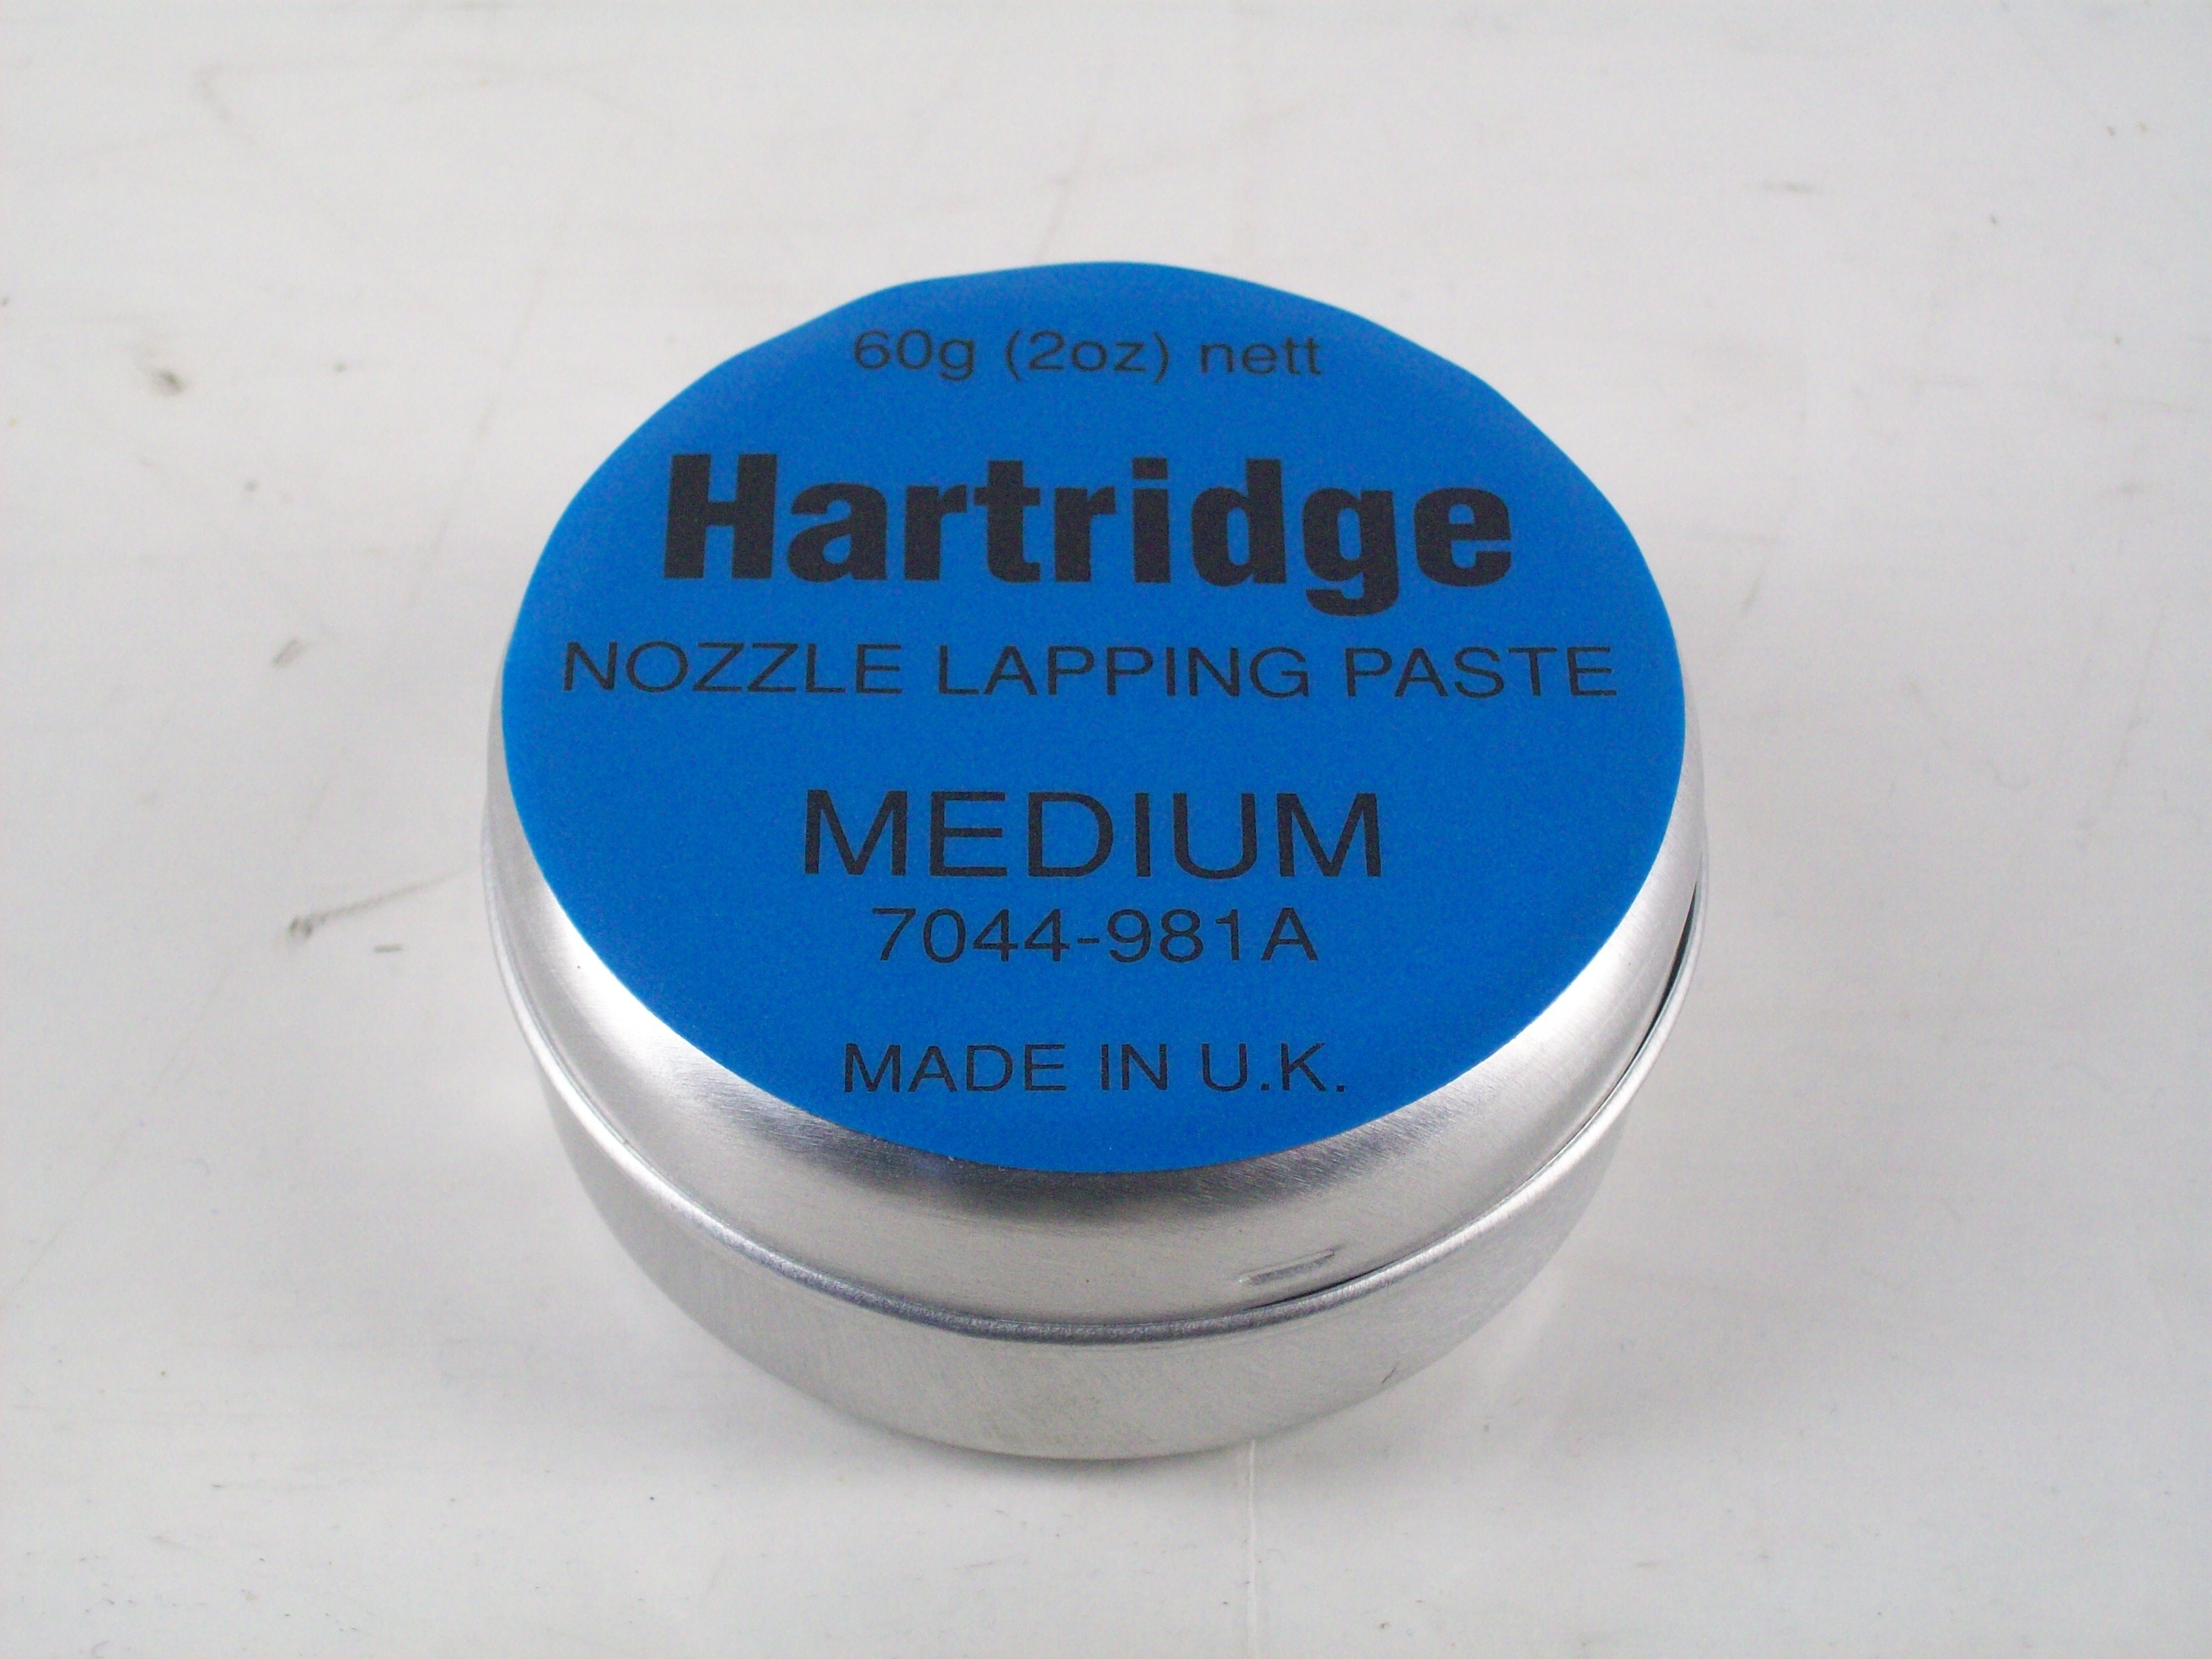 60g (2oz) nett
Hartridge
NOZZLE LAPPING PASTE
MEDIUM
7044-981A
MADE IN U.K.